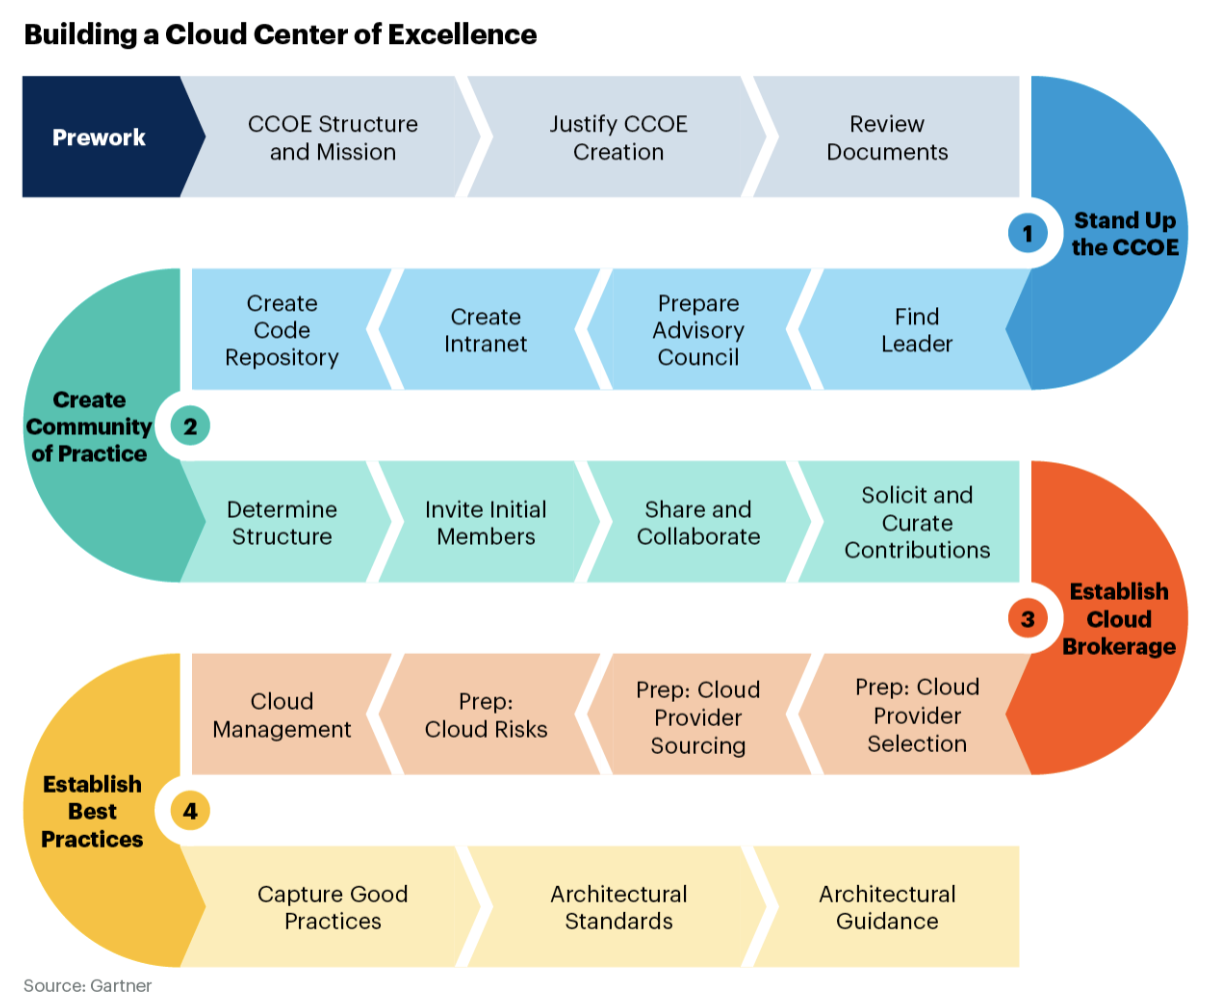 Building a Cloud Center of Excellence
Prework
CCOE Structure
and Mission
Justify CCOE
Creation
Review
Documents
1
Stand Up
the CCOE
Find
Leader
Prepare
Advisory
Council
Create
Intranet
Create
Code
Repository
Create
Community
of Practice
2
Determine
Structure
Invite Initial
Members
Share and
Collaborate
Solicit and
Curate
Contributions
3
Establish
Cloud
Brokerage
Prep: Cloud
Provider
Selection
Prep: Cloud
Provider
Sourcing
Prep:
Cloud Risks
Cloud
Management
Establish
Best
Practices
4
Capture Good
Practices
Architectural
Standards
Architectural
Guidance
Source: Gartner